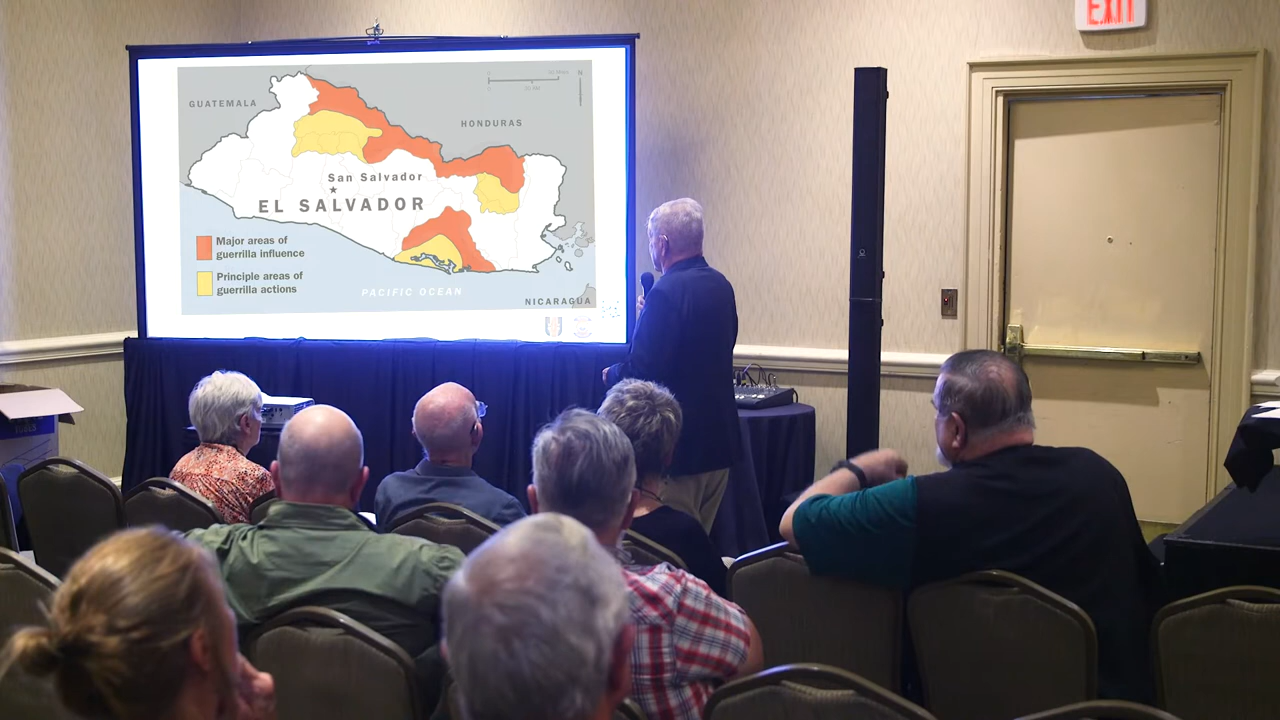 EXIT
GUATEMALA
HONDURAS
N
San Salvador
EL SALVADOR
Major areas of
guerrilla influence
Principle areas of
guerrilla actions
PACIFIC OCEAN
NICARAGUA